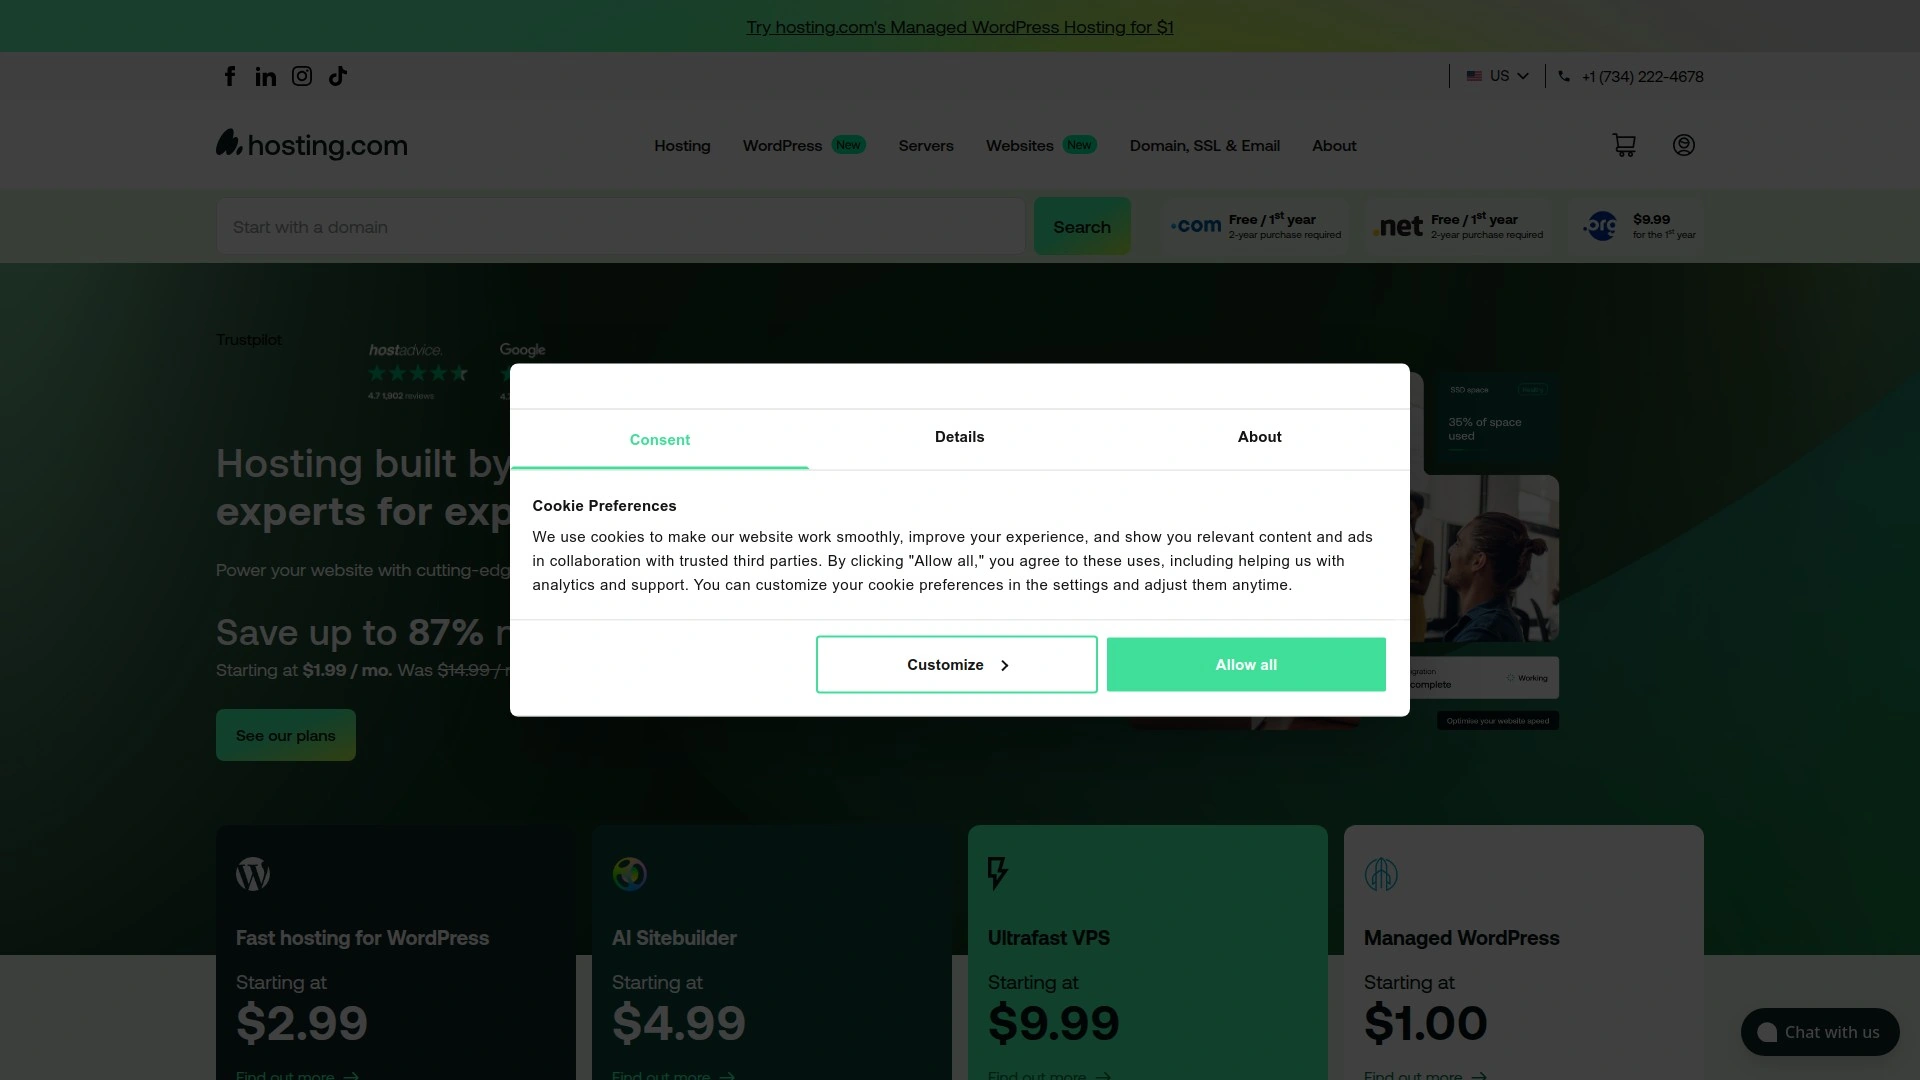 Try hosting.com's Managed WordPress Hosting for $1
US
+1 (734) 222-4678
hosting.com
Hosting
WordPress New
Servers
Websites New
Domain, SSL & Email
About
Start with a domain
Search
.com Free / 1st year
2-year purchase required
.net Free / 1st year
2-year purchase required
.org $9.99
for the 1st year
Trustpilot
hostadvice.
4.7 1,902 reviews
Google
SSD space
35% of space
used
Consent
Details
About
Cookie Preferences
We use cookies to make our website work smoothly, improve your experience, and show you relevant content and ads
in collaboration with trusted third parties. By clicking "Allow all," you agree to these uses, including helping us with
analytics and support. You can customize your cookie preferences in the settings and adjust them anytime.
Customize
Allow all
Hosting built by
experts for exp
Power your website with cutting-edg
Save up to 87%
Starting at $1.99 / mo. Was $14.99 /
See our plans
complete
Working
Optimise your website speed
Fast hosting for WordPress
Starting at
$2.99
Find out more
AI Sitebuilder
Starting at
$4.99
Find out more
Ultrafast VPS
Starting at
$9.99
Find out more
Managed WordPress
Starting at
$1.00
Find out more
Chat with us